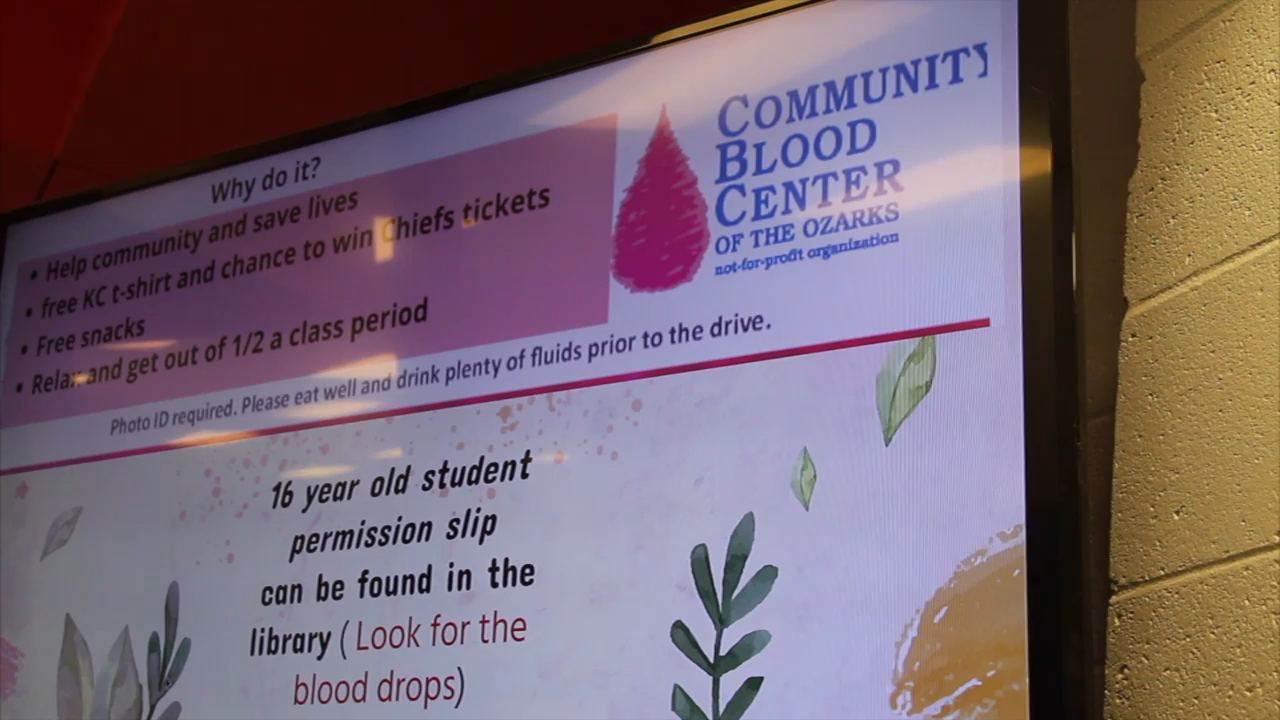 Why do it?
• Help community and save lives
• free KC t-shirt and chance to win Chiefs tickets
• Free snacks
• Relax and get out of 1/2 a class period
Photo ID required. Please eat well and drink plenty of fluids prior to the drive.
COMMUNITY
BLOOD
CENTER
OF THE OZARKS
not-for-profit organization
16 year old student
permission slip
can be found in the
library ( Look for the
blood drops)